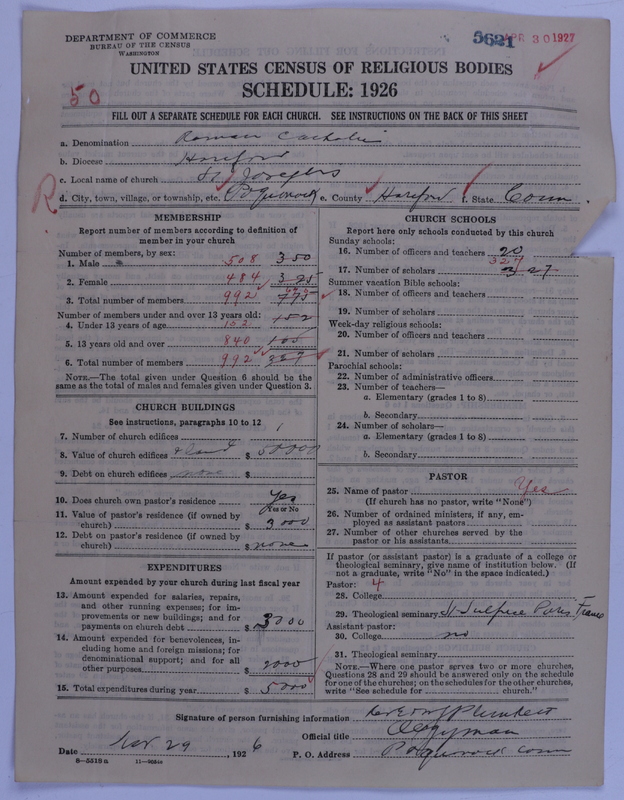 DEPARTMENT OF COMMERCE
BUREAU OF THE CENSUS
WASHINGTON
3621
APR 30 1927
UNITED STATES CENSUS OF RELIGIOUS BODIES
SCHEDULE: 1926
50
FILL OUT A SEPARATE SCHEDULE FOR EACH CHURCH. SEE INSTRUCTIONS ON THE BACK OF THIS SHEET
a. Denomination Roman Catholic
b. Diocese Hartford
c. Local name of church St Josephs
R d. City, town, village, or township, etc. Poquonock e. County Hartford f. State Conn
MEMBERSHIP
Report number of members according to definition of member in your church
Number of members, by sex:
1. Male 508 350
2. Female 484 325
3. Total number of members 992
Number of members under and over 13 years old:
4. Under 13 years of age 152 152
5. 13 years old and over 840
6. Total number of members 992
NOTE.—The total given under Question 6 should be the
same as the total of males and females given under Question 3.
CHURCH BUILDINGS
See instructions, paragraphs 10 to 12
7. Number of church edifices 1
8. Value of church edifices & land $ 50000
9. Debt on church edifices none $
10. Does church own pastor's residence Yes
Yes or No
11. Value of pastor's residence (if owned by
church) $ 3000
12. Debt on pastor's residence (if owned by
church) $ none
EXPENDITURES
Amount expended by your church during last fiscal year
13. Amount expended for salaries, repairs,
and other running expenses; for im-
provements or new buildings; and for
payments on church debt $ 3000
14. Amount expended for benevolences, in-
cluding home and foreign missions; for
denominational support; and for all
other purposes $ 2000
15. Total expenditures during year $ 5000
CHURCH SCHOOLS
Report here only schools conducted by this church
Sunday schools:
16. Number of officers and teachers 20
327
17. Number of scholars 327
Summer vacation Bible schools:
18. Number of officers and teachers
19. Number of scholars
Week-day religious schools:
20. Number of officers and teachers
21. Number of scholars
Parochial schools:
22. Number of administrative officers
23. Number of teachers—
a. Elementary (grades 1 to 8)
b. Secondary
24. Number of scholars—
a. Elementary (grades 1 to 8)
b. Secondary
PASTOR
25. Name of pastor Yes
(If church has no pastor, write "None")
26. Number of ordained ministers, if any, em-
ployed as assistant pastors
27. Number of other churches served by the
pastor or his assistants
If pastor (or assistant pastor) is a graduate of a college or
theological seminary, give name of institution below. (If
not a graduate, write "No" in the space indicated.)
Pastor: 4
28. College
29. Theological seminary St Sulpice Paris France
Assistant pastor:
30. College no
31. Theological seminary
NOTE.—Where one pastor serves two or more churches,
Questions 28 and 29 should be answered only on the schedule
for one of the churches; on the schedules for the other churches,
write "See schedule for church."
Signature of person furnishing information
Official title Clergyman
Date Nov 29, 1926 P. O. Address Poquonock Conn
8—5518 a